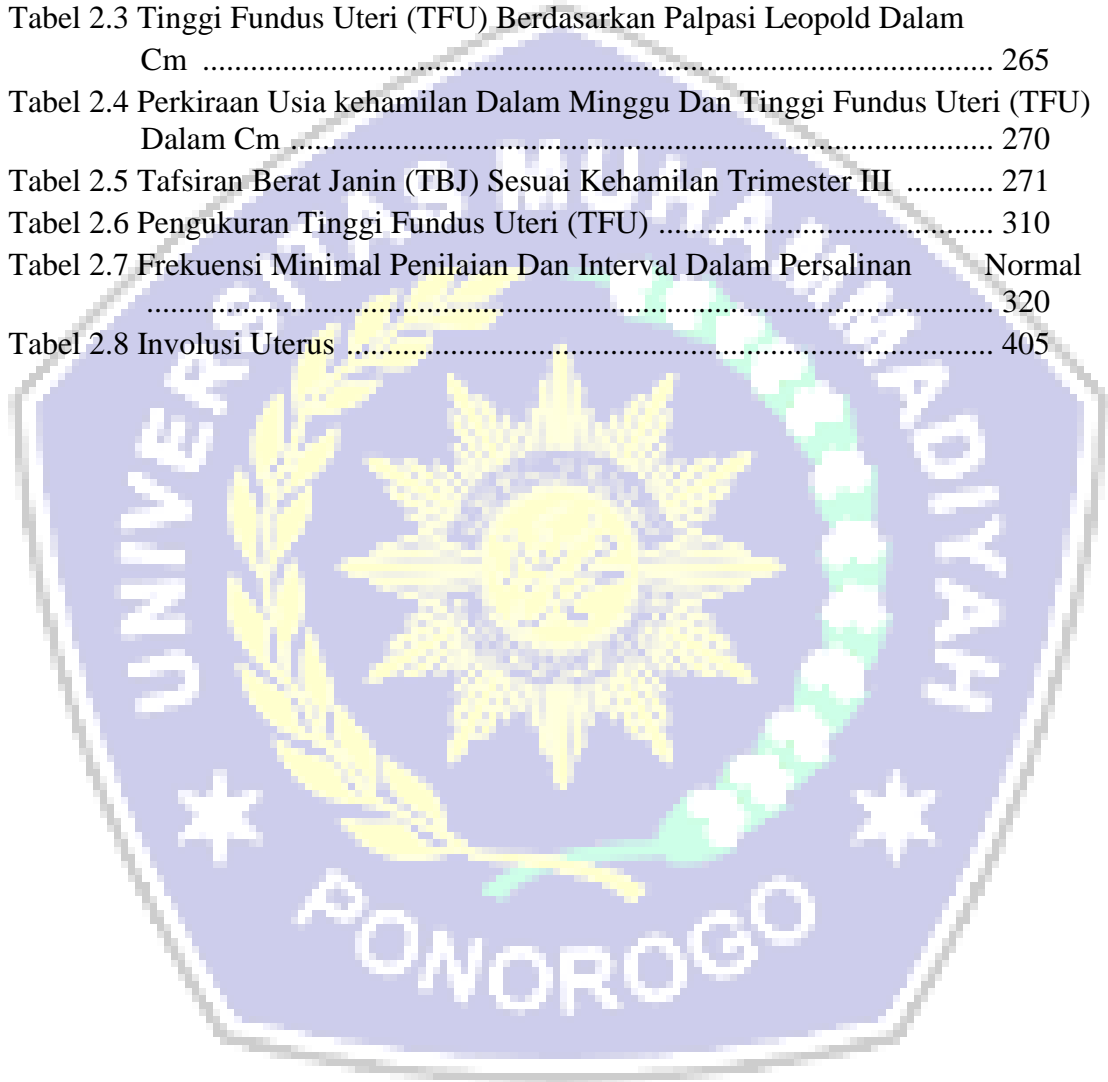 Tabel 2.3 Tinggi Fundus Uteri (TFU) Berdasarkan Palpasi Leopold Dalam
Cm ................................................................................................... 265
Tabel 2.4 Perkiraan Usia kehamilan Dalam Minggu Dan Tinggi Fundus Uteri (TFU)
Dalam Cm ........................................................................................ 270
Tabel 2.5 Tafsiran Berat Janin (TBJ) Sesuai Kehamilan Trimester III ........... 271
Tabel 2.6 Pengukuran Tinggi Fundus Uteri (TFU) .......................................... 310
Tabel 2.7 Frekuensi Minimal Penilaian Dan Interval Dalam Persalinan Normal
.......................................................................................................... 320
Tabel 2.8 Involusi Uterus ................................................................................. 405
UNIVERSITAS MUHAMMADIYAH
PONOROGO